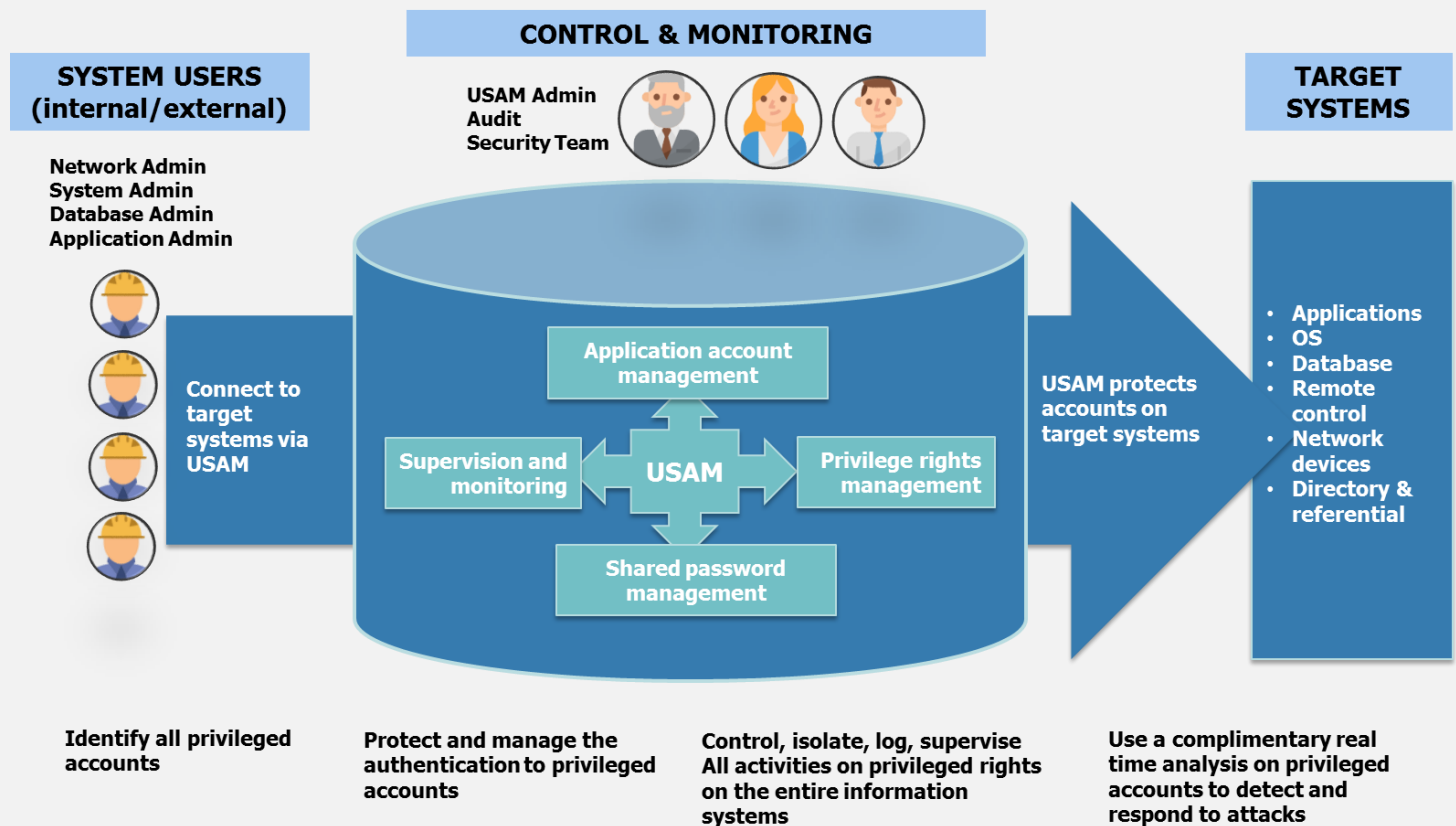 CONTROL & MONITORING
SYSTEM USERS
(internal/external)
TARGET
SYSTEMS
USAM Admin
Audit
Security Team
Network Admin
System Admin
Database Admin
Application Admin
Connect to
target
systems via
USAM
Application account
management
Supervision and
monitoring
USAM
Privilege rights
management
Shared password
management
USAM protects
accounts on
target systems
• Applications
• OS
• Database
• Remote
control
• Network
devices
• Directory &
referential
Identify all privileged
accounts
Protect and manage the
authentication to privileged
accounts
Control, isolate, log, supervise
All activities on privileged rights
on the entire information
systems
Use a complimentary real
time analysis on privileged
accounts to detect and
respond to attacks